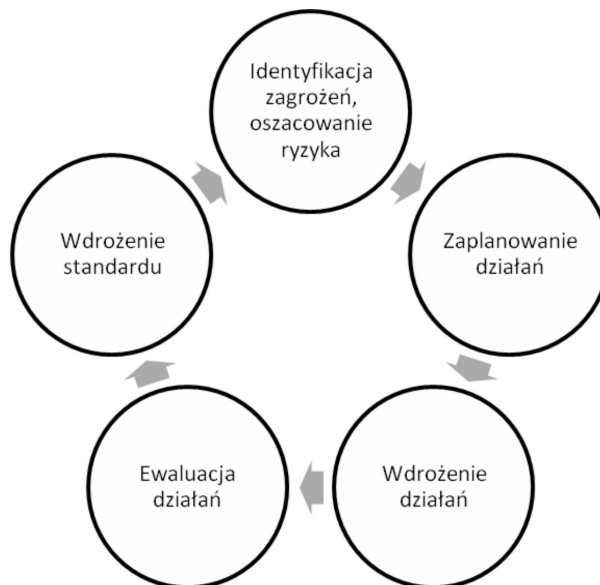 Identyfikacja
zagrożeń,
oszacowanie
ryzyka
Zaplanowanie
działań
Wdrożenie
działań
Ewaluacja
działań
Wdrożenie
standardu